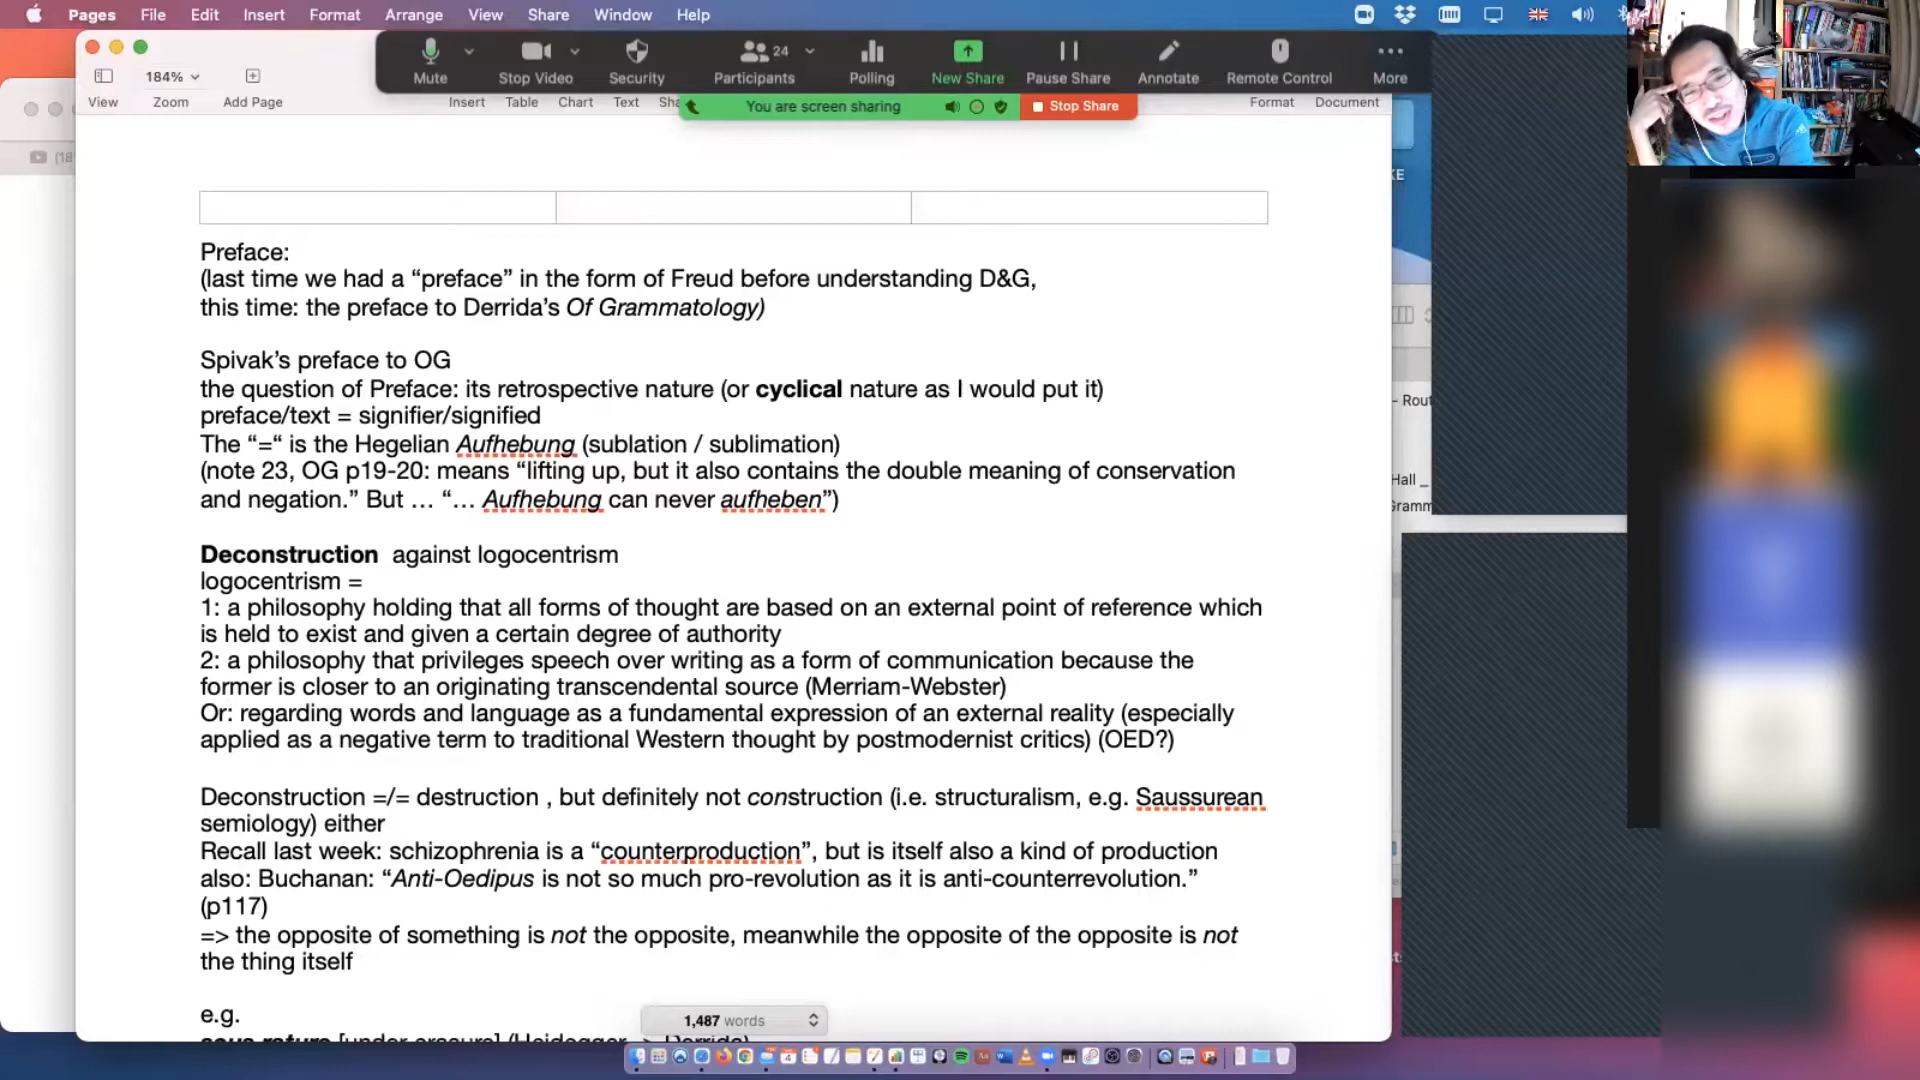 Pages File Edit Insert Format Arrange View Share Window Help
184%
View Zoom Add Page
Mute Stop Video Security Participants 24 Polling New Share Pause Share Annotate Remote Control More
Insert Table Chart Text Format Document
You are screen sharing Stop Share
Preface:
(last time we had a “preface” in the form of Freud before understanding D&G,
this time: the preface to Derrida’s Of Grammatology)
Spivak’s preface to OG
the question of Preface: its retrospective nature (or cyclical nature as I would put it)
preface/text = signifier/signified
The “=“ is the Hegelian Aufhebung (sublation / sublimation)
(note 23, OG p19-20: means “lifting up, but it also contains the double meaning of conservation
and negation.” But … “… Aufhebung can never aufheben”)
Deconstruction against logocentrism
logocentrism =
1: a philosophy holding that all forms of thought are based on an external point of reference which
is held to exist and given a certain degree of authority
2: a philosophy that privileges speech over writing as a form of communication because the
former is closer to an originating transcendental source (Merriam-Webster)
Or: regarding words and language as a fundamental expression of an external reality (especially
applied as a negative term to traditional Western thought by postmodernist critics) (OED?)
Deconstruction =/= destruction , but definitely not construction (i.e. structuralism, e.g. Saussurean
semiology) either
Recall last week: schizophrenia is a “counterproduction”, but is itself also a kind of production
also: Buchanan: “Anti-Oedipus is not so much pro-revolution as it is anti-counterrevolution.”
(p117)
=> the opposite of something is not the opposite, meanwhile the opposite of the opposite is not
the thing itself
e.g.
sous rature [under erasure] (Heidegger -> Derrida)
1,487 words